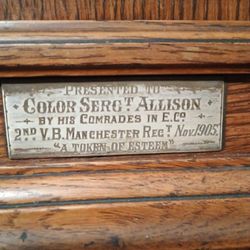 PRESENTED TO
COLOR SERGT. ALLISON
BY HIS COMRADES IN E.CO
2ND V.B. MANCHESTER REGT. NOV. 1905.
"A TOKEN OF ESTEEM"